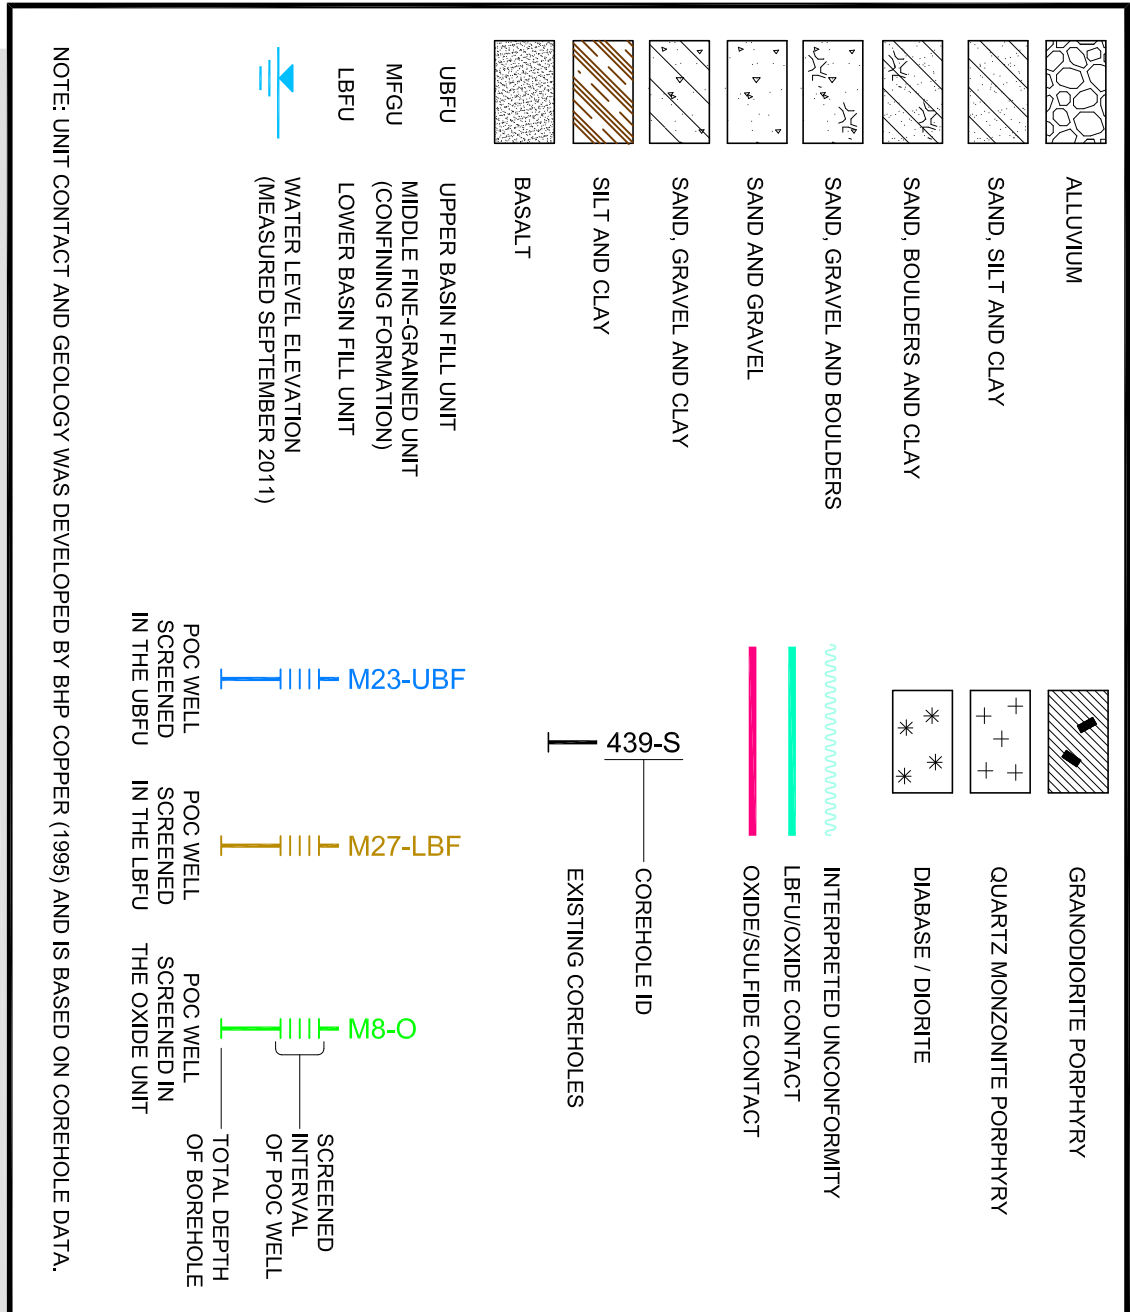 ALLUVIUM
SAND, SILT AND CLAY
SAND, BOULDERS AND CLAY
SAND, GRAVEL AND BOULDERS
SAND AND GRAVEL
SAND, GRAVEL AND CLAY
SILT AND CLAY
BASALT
UBFU UPPER BASIN FILL UNIT
MFGU MIDDLE FINE-GRAINED UNIT
(CONFINING FORMATION)
LBFU LOWER BASIN FILL UNIT
WATER LEVEL ELEVATION
(MEASURED SEPTEMBER 2011)
GRANODIORITE PORPHYRY
QUARTZ MONZONITE PORPHYRY
DIABASE / DIORITE
INTERPRETED UNCONFORMITY
LBFU/OXIDE CONTACT
OXIDE/SULFIDE CONTACT
439-S
COREHOLE ID
EXISTING COREHOLES
M23-UBF
POC WELL
SCREENED
IN THE UBFU
M27-LBF
POC WELL
SCREENED
IN THE LBFU
M8-O
POC WELL
SCREENED IN
THE OXIDE UNIT
SCREENED
INTERVAL
OF POC WELL
TOTAL DEPTH
OF BOREHOLE
NOTE: UNIT CONTACT AND GEOLOGY WAS DEVELOPED BY BHP COPPER (1995) AND IS BASED ON COREHOLE DATA.